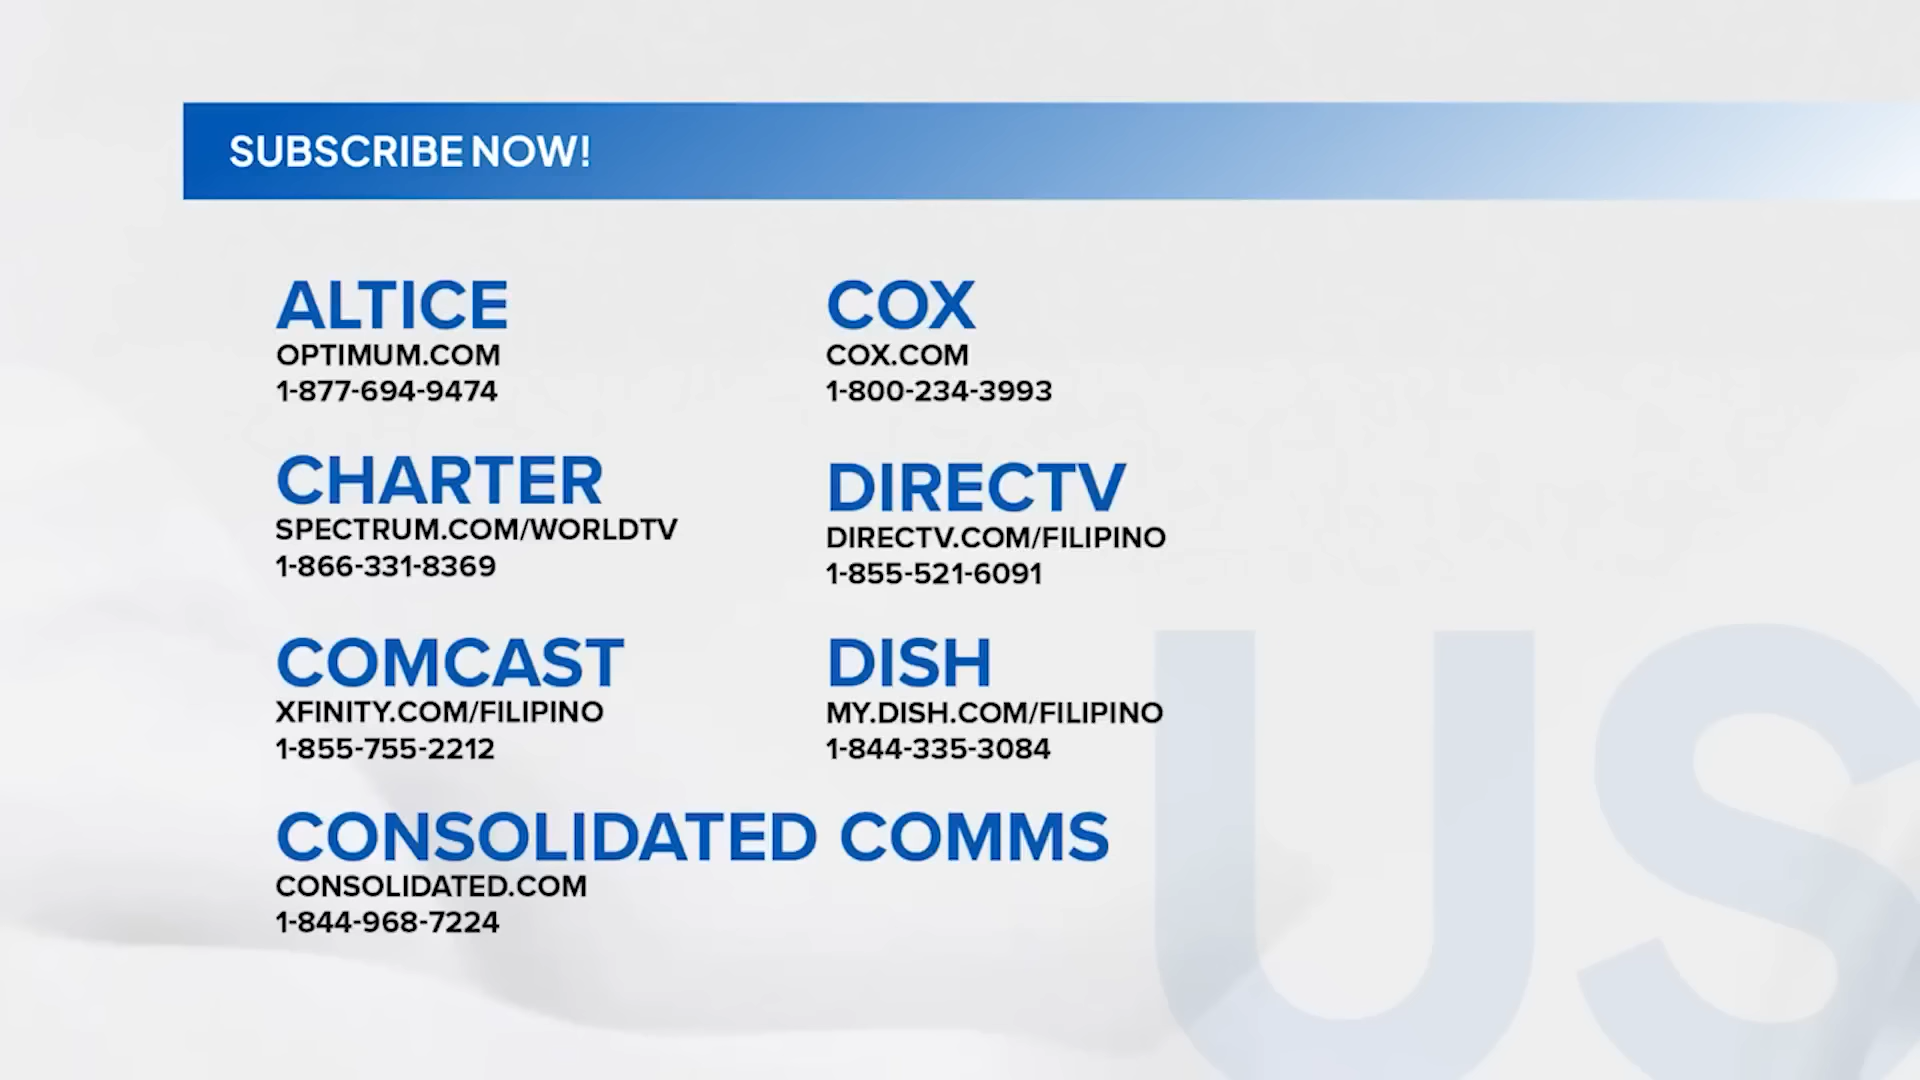 SUBSCRIBE NOW!
ALTICE
OPTIMUM.COM
1-877-694-9474
CHARTER
SPECTRUM.COM/WORLDTV
1-866-331-8369
COMCAST
XFINITY.COM/FILIPINO
1-855-755-2212
CONSOLIDATED COMMS
CONSOLIDATED.COM
1-844-968-7224
COX
COX.COM
1-800-234-3993
DIRECTV
DIRECTV.COM/FILIPINO
1-855-521-6091
DISH
MY.DISH.COM/FILIPINO
1-844-335-3084
US